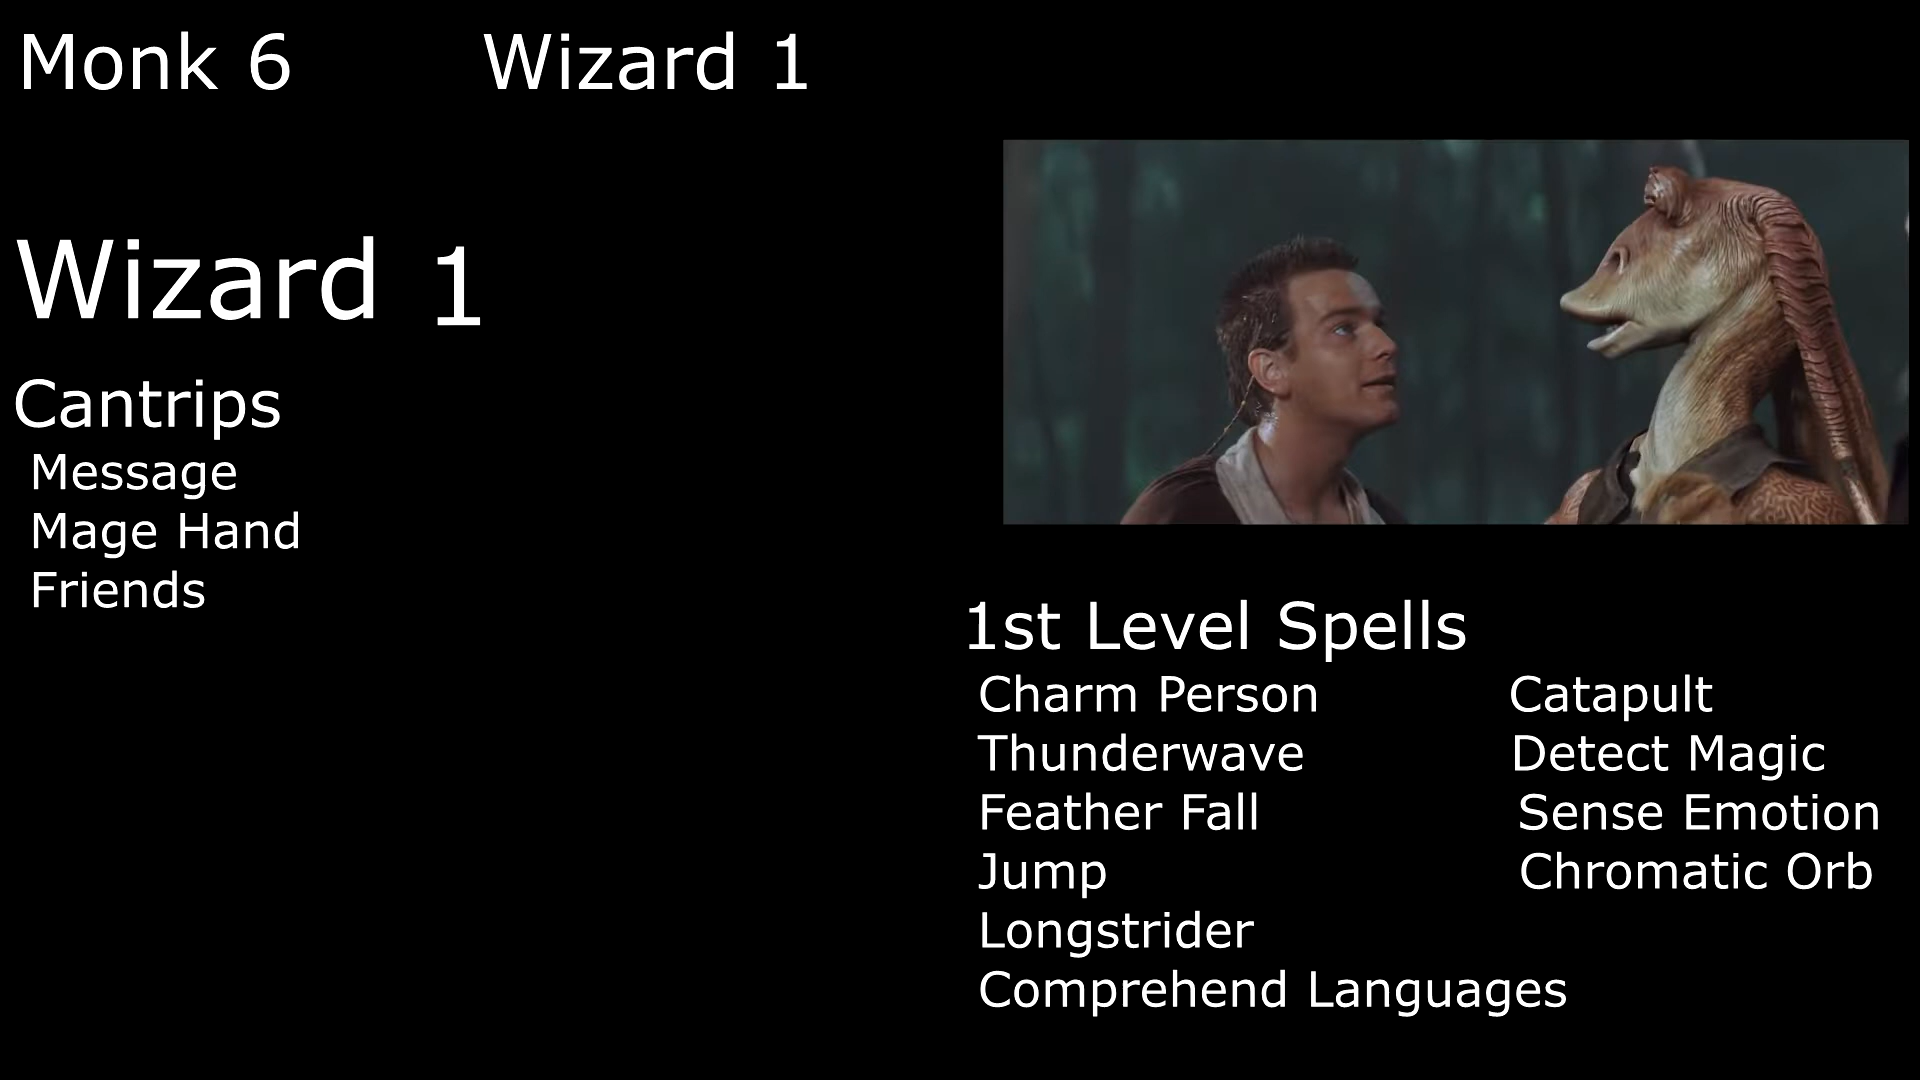 Monk 6 Wizard 1
Wizard 1
Cantrips
Message
Mage Hand
Friends
1st Level Spells
Charm Person
Thunderwave
Feather Fall
Jump
Longstrider
Comprehend Languages
Catapult
Detect Magic
Sense Emotion
Chromatic Orb